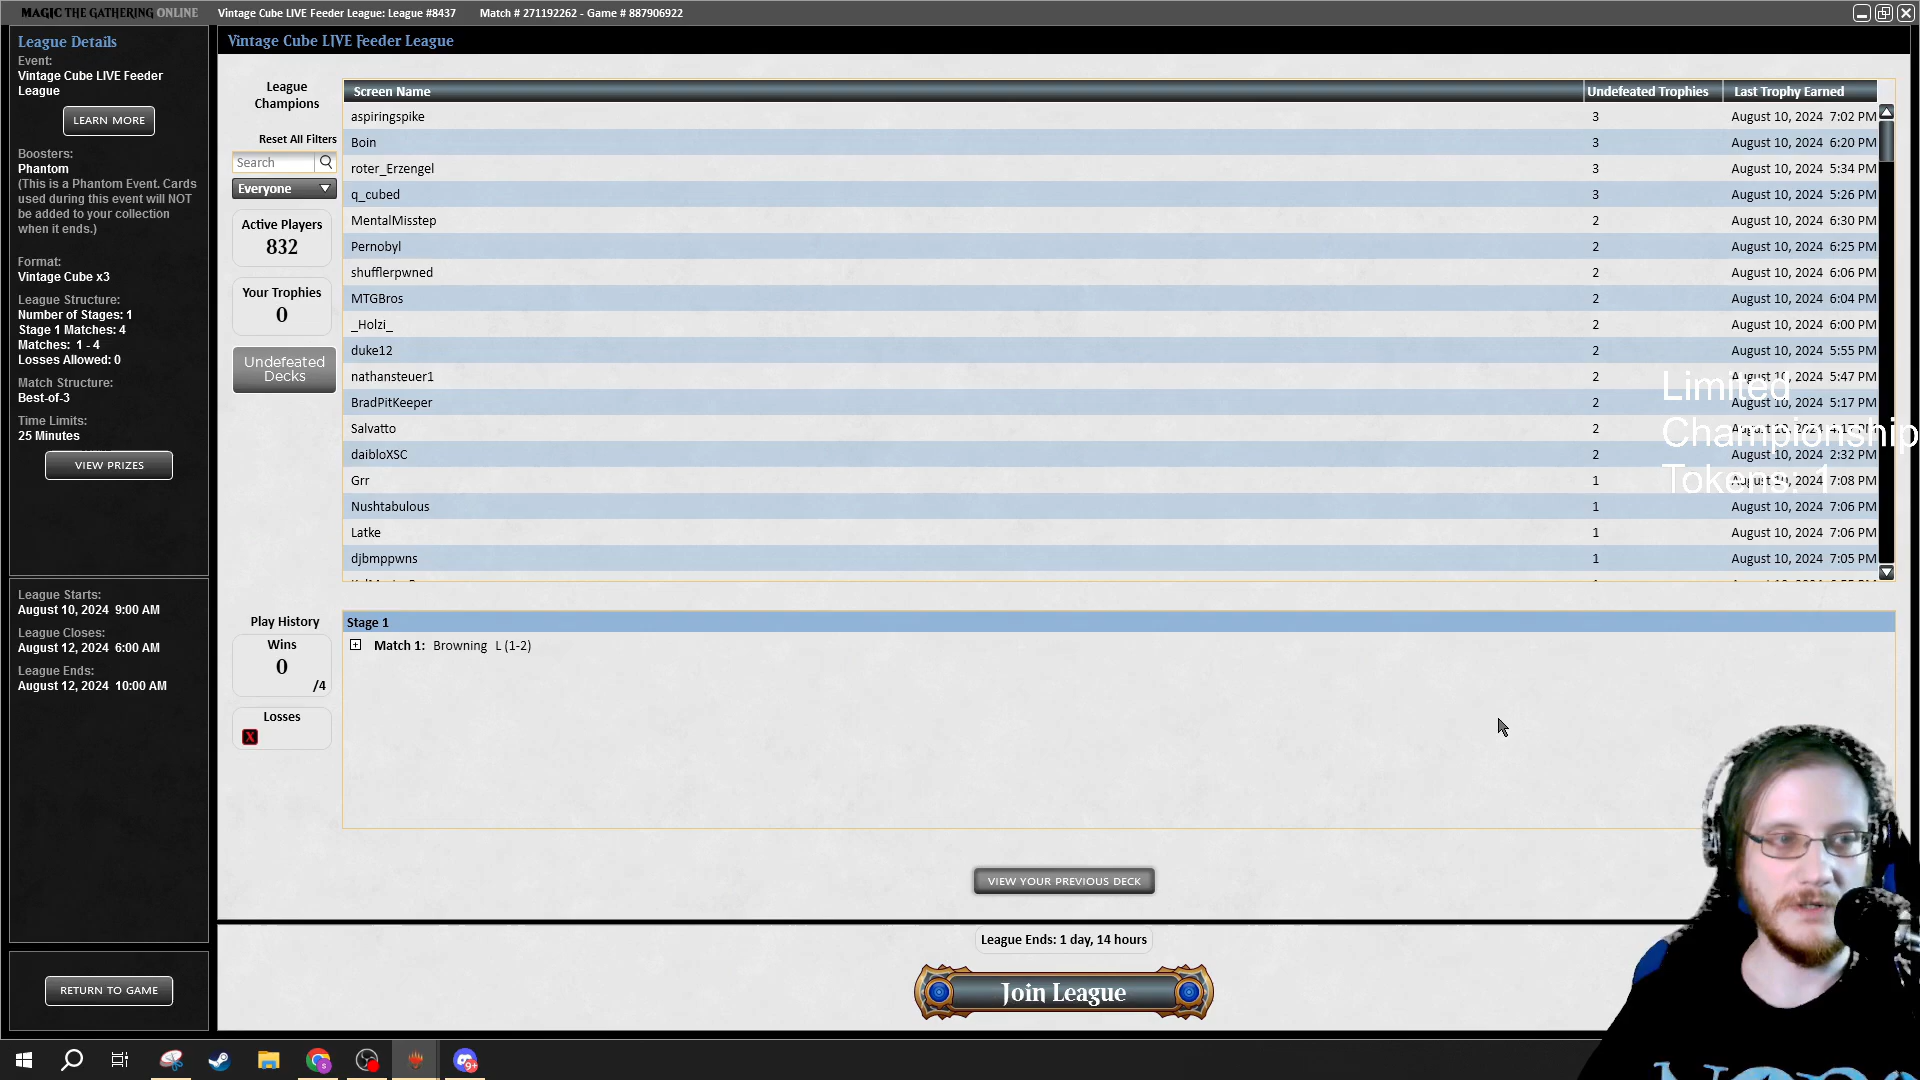 MAGIC THE GATHERING ONLINE
Vintage Cube LIVE Feeder League: League #8437
Match # 271192262 - Game # 887906922
League Details
Event:
Vintage Cube LIVE Feeder
League
LEARN MORE
Boosters:
Phantom
(This is a Phantom Event. Cards
used during this event will NOT
be added to your collection
when it ends.)
Format:
Vintage Cube x3
League Structure:
Number of Stages: 1
Stage 1 Matches: 4
Matches: 1 - 4
Losses Allowed: 0
Match Structure:
Best-of-3
Time Limits:
25 Minutes
VIEW PRIZES
League Starts:
August 10, 2024 9:00 AM
League Closes:
August 12, 2024 6:00 AM
League Ends:
August 12, 2024 10:00 AM
RETURN TO GAME
Vintage Cube LIVE Feeder League
League
Champions
Reset All Filters
Search
Everyone
Active Players
832
Your Trophies
0
Undefeated
Decks
Screen Name Undefeated Trophies Last Trophy Earned
aspiringspike 3 August 10, 2024 7:02 PM
Boin 3 August 10, 2024 6:20 PM
roter_Erzengel 3 August 10, 2024 5:34 PM
q_cubed 3 August 10, 2024 5:26 PM
MentalMisstep 2 August 10, 2024 6:30 PM
Pernobyl 2 August 10, 2024 6:25 PM
shufflerpwned 2 August 10, 2024 6:06 PM
MTGBros 2 August 10, 2024 6:04 PM
_Holzi_ 2 August 10, 2024 6:00 PM
duke12 2 August 10, 2024 5:55 PM
nathansteuer1 2 August 10, 2024 5:47 PM
BradPitKeeper 2 August 10, 2024 5:17 PM
Salvatto 2 August 10, 2024
daibloXSC 2 August 10, 2024 2:32 PM
Grr 1 August 10, 2024 7:08 PM
Nushtabulous 1 August 10, 2024 7:06 PM
Latke 1 August 10, 2024 7:06 PM
djbmppwns 1 August 10, 2024 7:05 PM
Limited
Championship
Tokens: 1
Play History
Wins
0
/4
Losses
X
Stage 1
Match 1: Browning L (1-2)
VIEW YOUR PREVIOUS DECK
League Ends: 1 day, 14 hours
Join League
9+